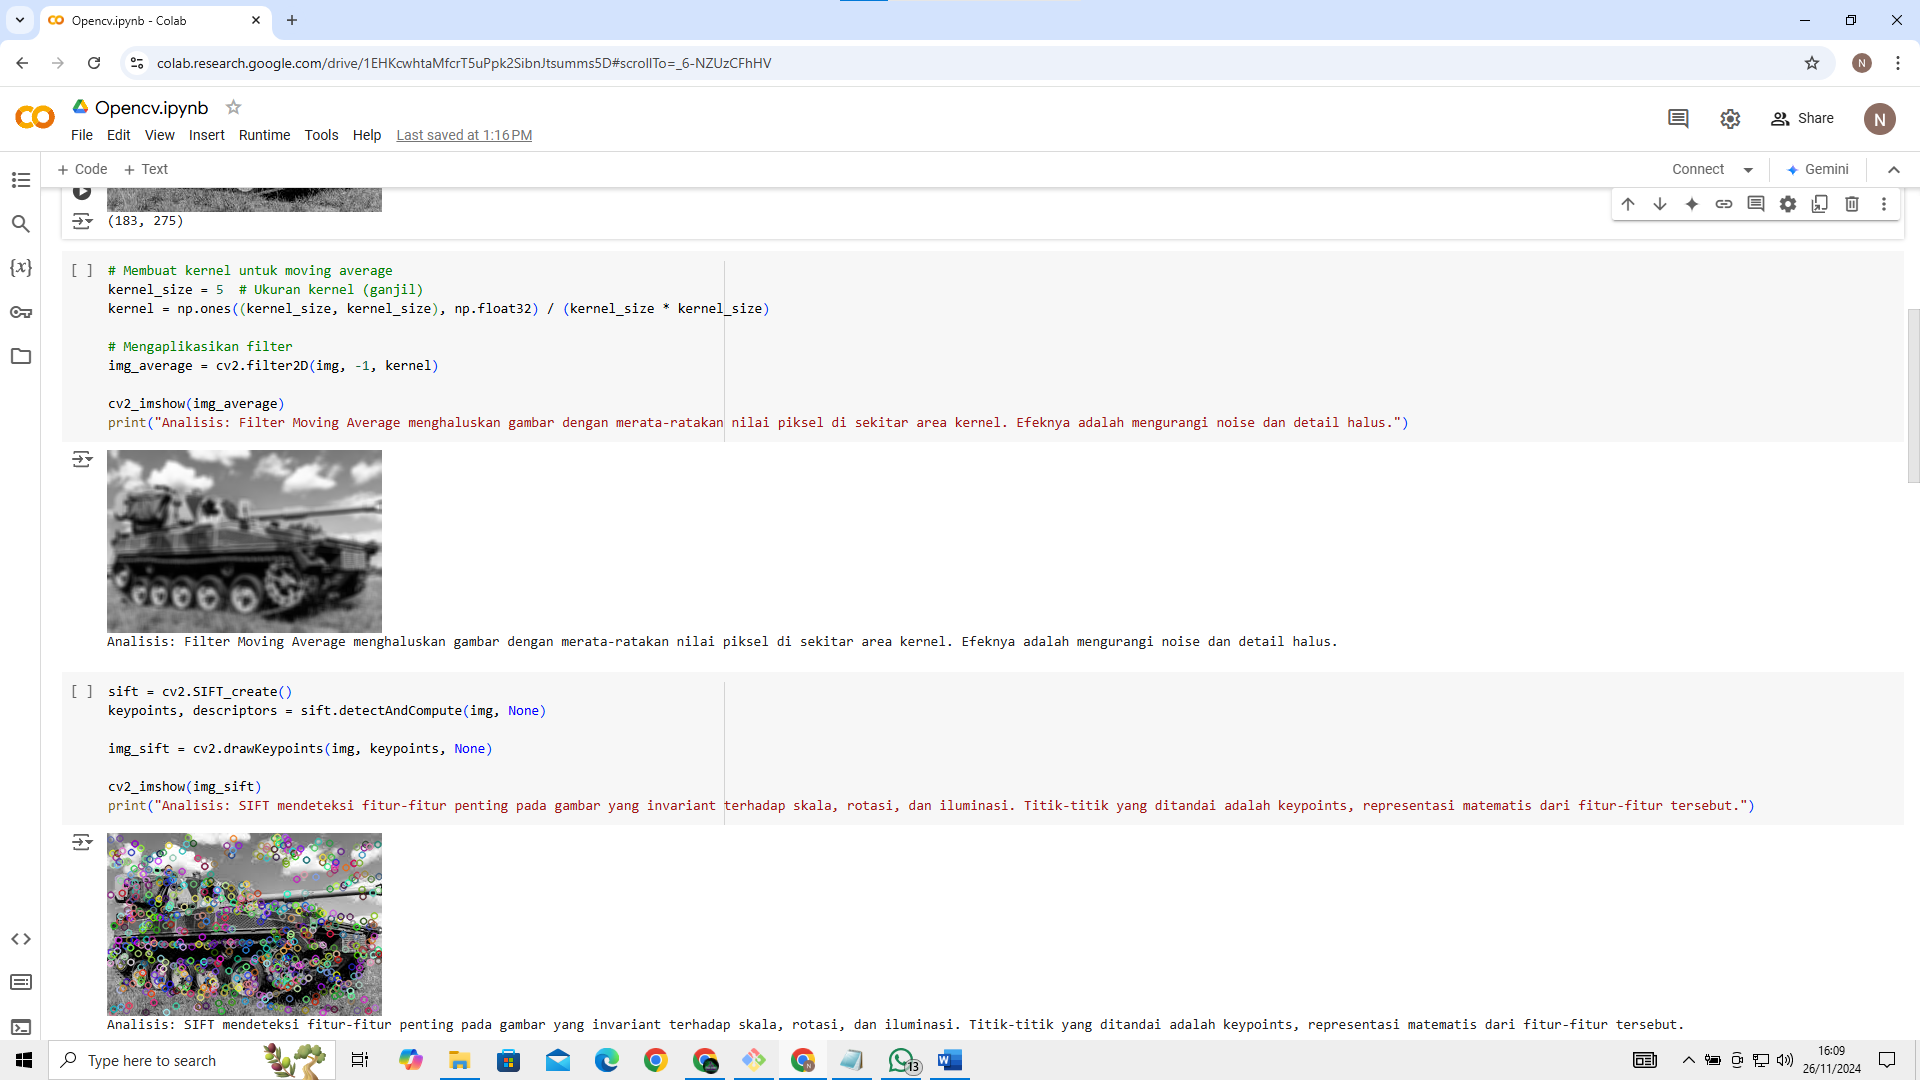 Opencv.ipynb - Colab
colab.research.google.com/drive/1EHKcwhtaMfcrT5uPpk2SibnJtsumms5D#scrollTo=_6-NZUzCFhHV
N
Opencv.ipynb
File Edit View Insert Runtime Tools Help Last saved at 1:16 PM
Share
N
+ Code + Text
Connect
Gemini
(183, 275)
[ ] # Membuat kernel untuk moving average
kernel_size = 5  # Ukuran kernel (ganjil)
kernel = np.ones((kernel_size, kernel_size), np.float32) / (kernel_size * kernel_size)
# Mengaplikasikan filter
img_average = cv2.filter2D(img, -1, kernel)
cv2_imshow(img_average)
print("Analisis: Filter Moving Average menghaluskan gambar dengan merata-ratakan nilai piksel di sekitar area kernel. Efeknya adalah mengurangi noise dan detail halus.")
Analisis: Filter Moving Average menghaluskan gambar dengan merata-ratakan nilai piksel di sekitar area kernel. Efeknya adalah mengurangi noise dan detail halus.
[ ] sift = cv2.SIFT_create()
keypoints, descriptors = sift.detectAndCompute(img, None)
img_sift = cv2.drawKeypoints(img, keypoints, None)
cv2_imshow(img_sift)
print("Analisis: SIFT mendeteksi fitur-fitur penting pada gambar yang invariant terhadap skala, rotasi, dan iluminasi. Titik-titik yang ditandai adalah keypoints, representasi matematis dari fitur-fitur tersebut.")
Analisis: SIFT mendeteksi fitur-fitur penting pada gambar yang invariant terhadap skala, rotasi, dan iluminasi. Titik-titik yang ditandai adalah keypoints, representasi matematis dari fitur-fitur tersebut.
Type here to search
13
16:09
26/11/2024